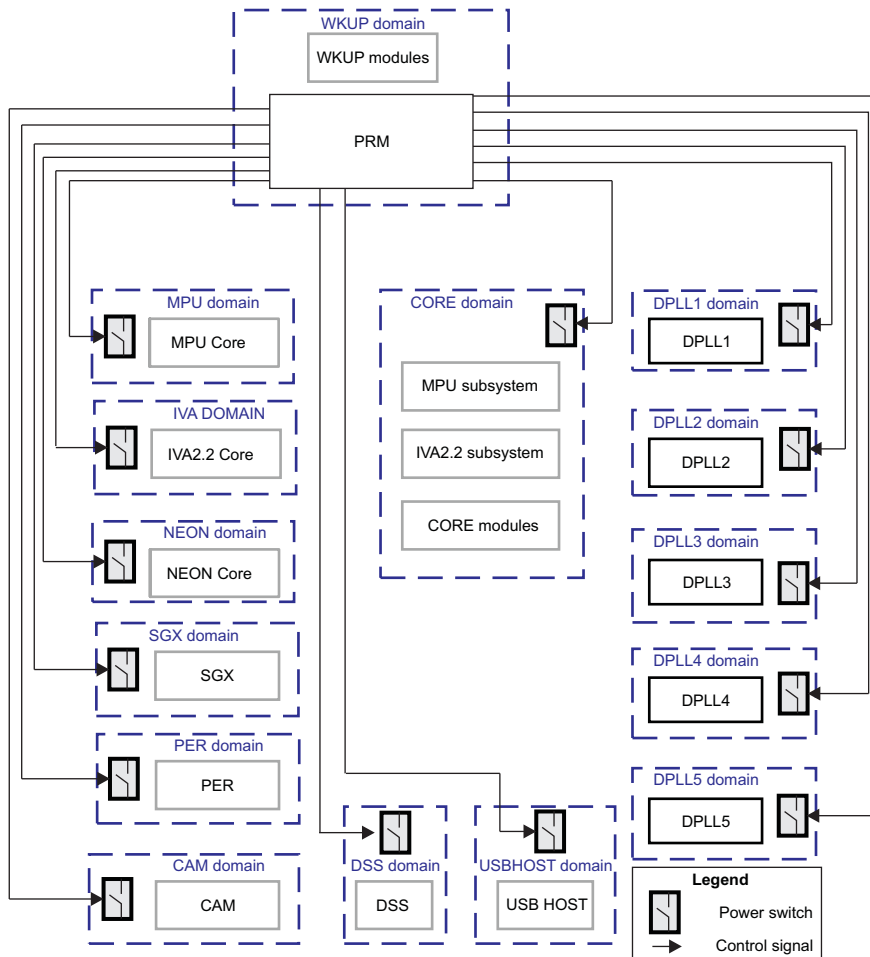 WKUP domain
WKUP modules
PRM
MPU domain
MPU Core
IVA DOMAIN
IVA2.2 Core
NEON domain
NEON Core
SGX domain
SGX
PER domain
PER
CAM domain
CAM
CORE domain
MPU subsystem
IVA2.2 subsystem
CORE modules
DSS domain
DSS
USBHOST domain
USB HOST
DPLL1 domain
DPLL1
DPLL2 domain
DPLL2
DPLL3 domain
DPLL3
DPLL4 domain
DPLL4
DPLL5 domain
DPLL5
Legend
Power switch
Control signal